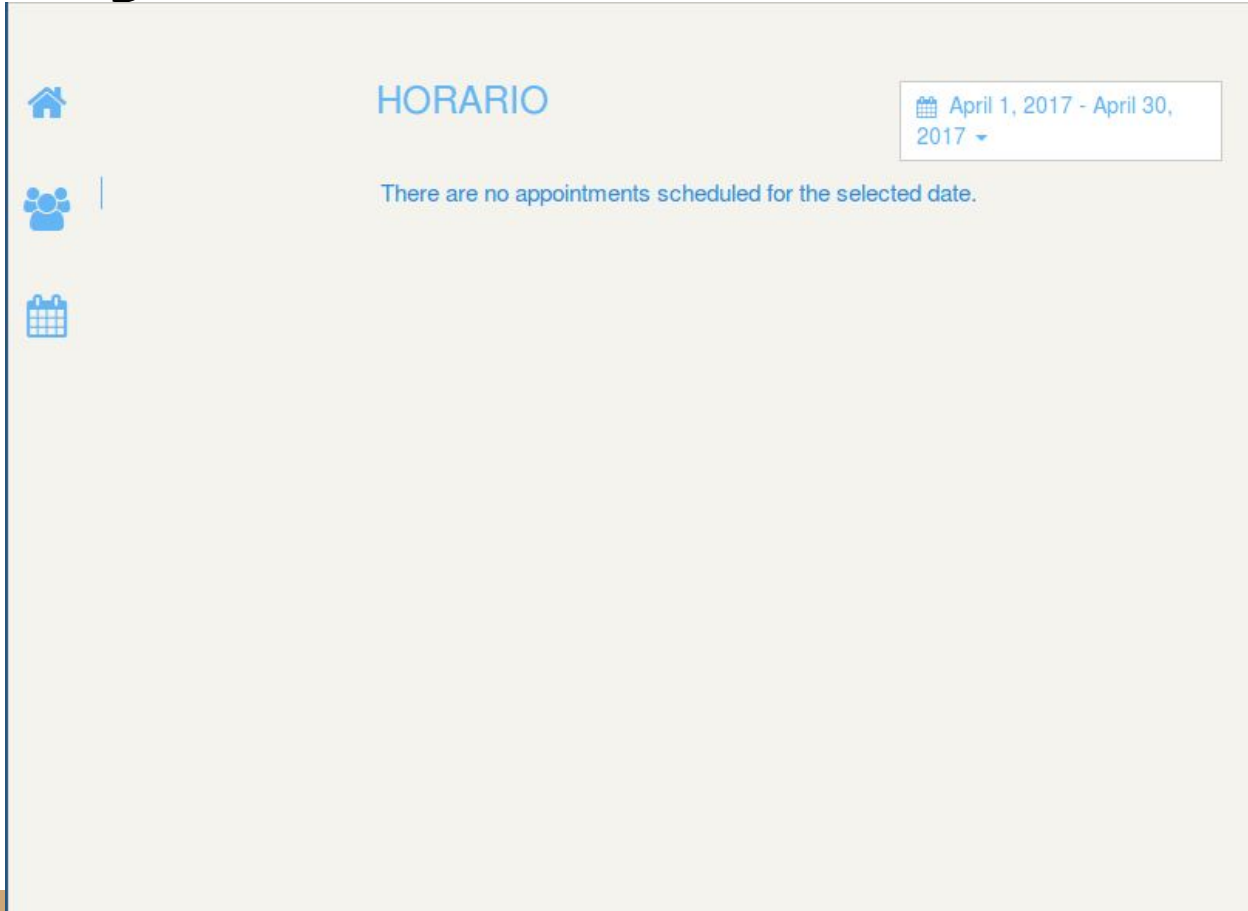 HORARIO
April 1, 2017 - April 30,
2017
There are no appointments scheduled for the selected date.